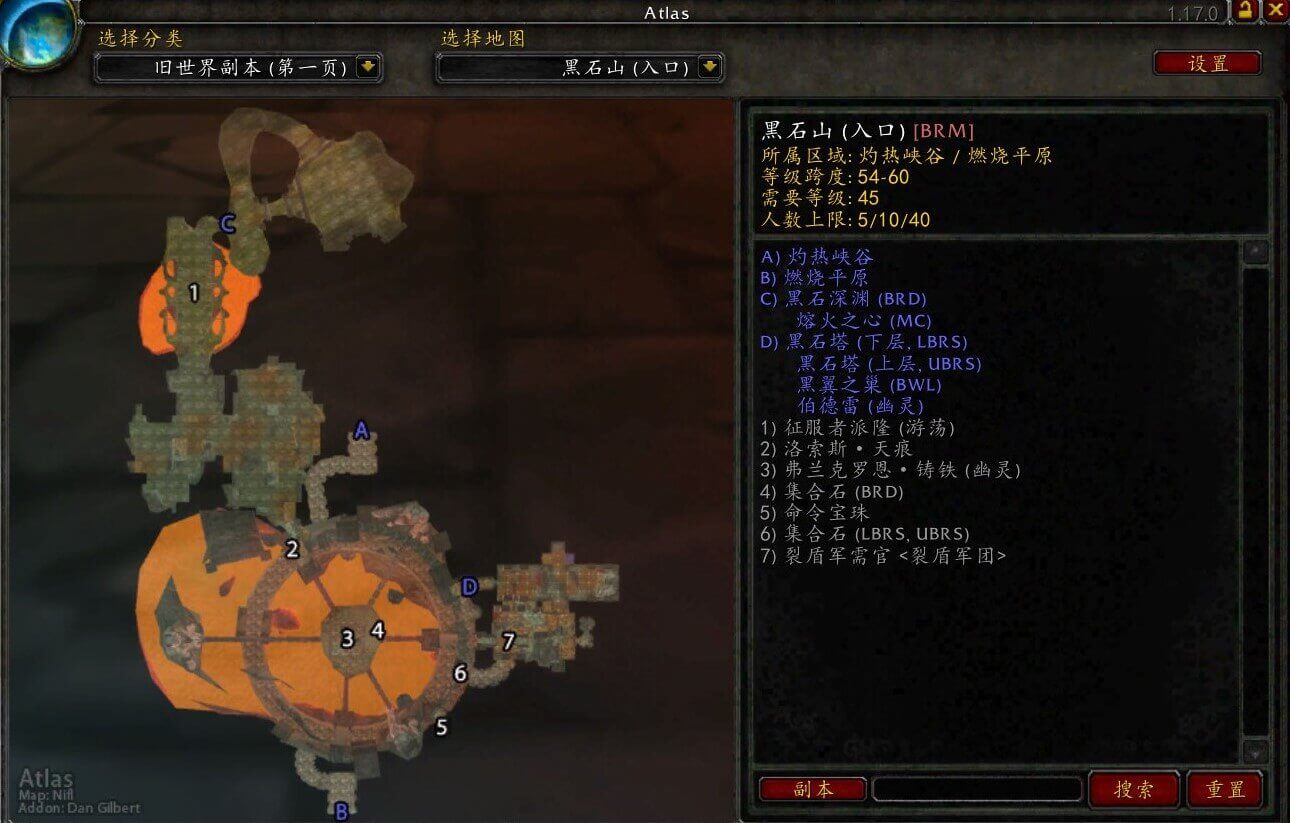 Atlas
1.17.0
选择分类
选择地图
旧世界副本 (第一页)
黑石山 (入口)
设置
黑石山 (入口) [BRM]
所属区域: 灼热峡谷 / 燃烧平原
等级跨度: 54-60
需要等级: 45
人数上限: 5/10/40
A) 灼热峡谷
B) 燃烧平原
C) 黑石深渊 (BRD)
熔火之心 (MC)
D) 黑石塔 (下层, LBRS)
黑石塔 (上层, UBRS)
黑翼之巢 (BWL)
伯德雷 (幽灵)
1) 征服者派隆 (游荡)
2) 洛索斯 • 天痕
3) 弗兰克罗恩 • 铸铁 (幽灵)
4) 集合石 (BRD)
5) 命令宝珠
6) 集合石 (LBRS, UBRS)
7) 裂盾军需官 <裂盾军团>
C
1
A
2
D
3
4
7
6
5
B
Atlas
Map: Nifl
Addon: Dan Gilbert
副本
搜索
重置